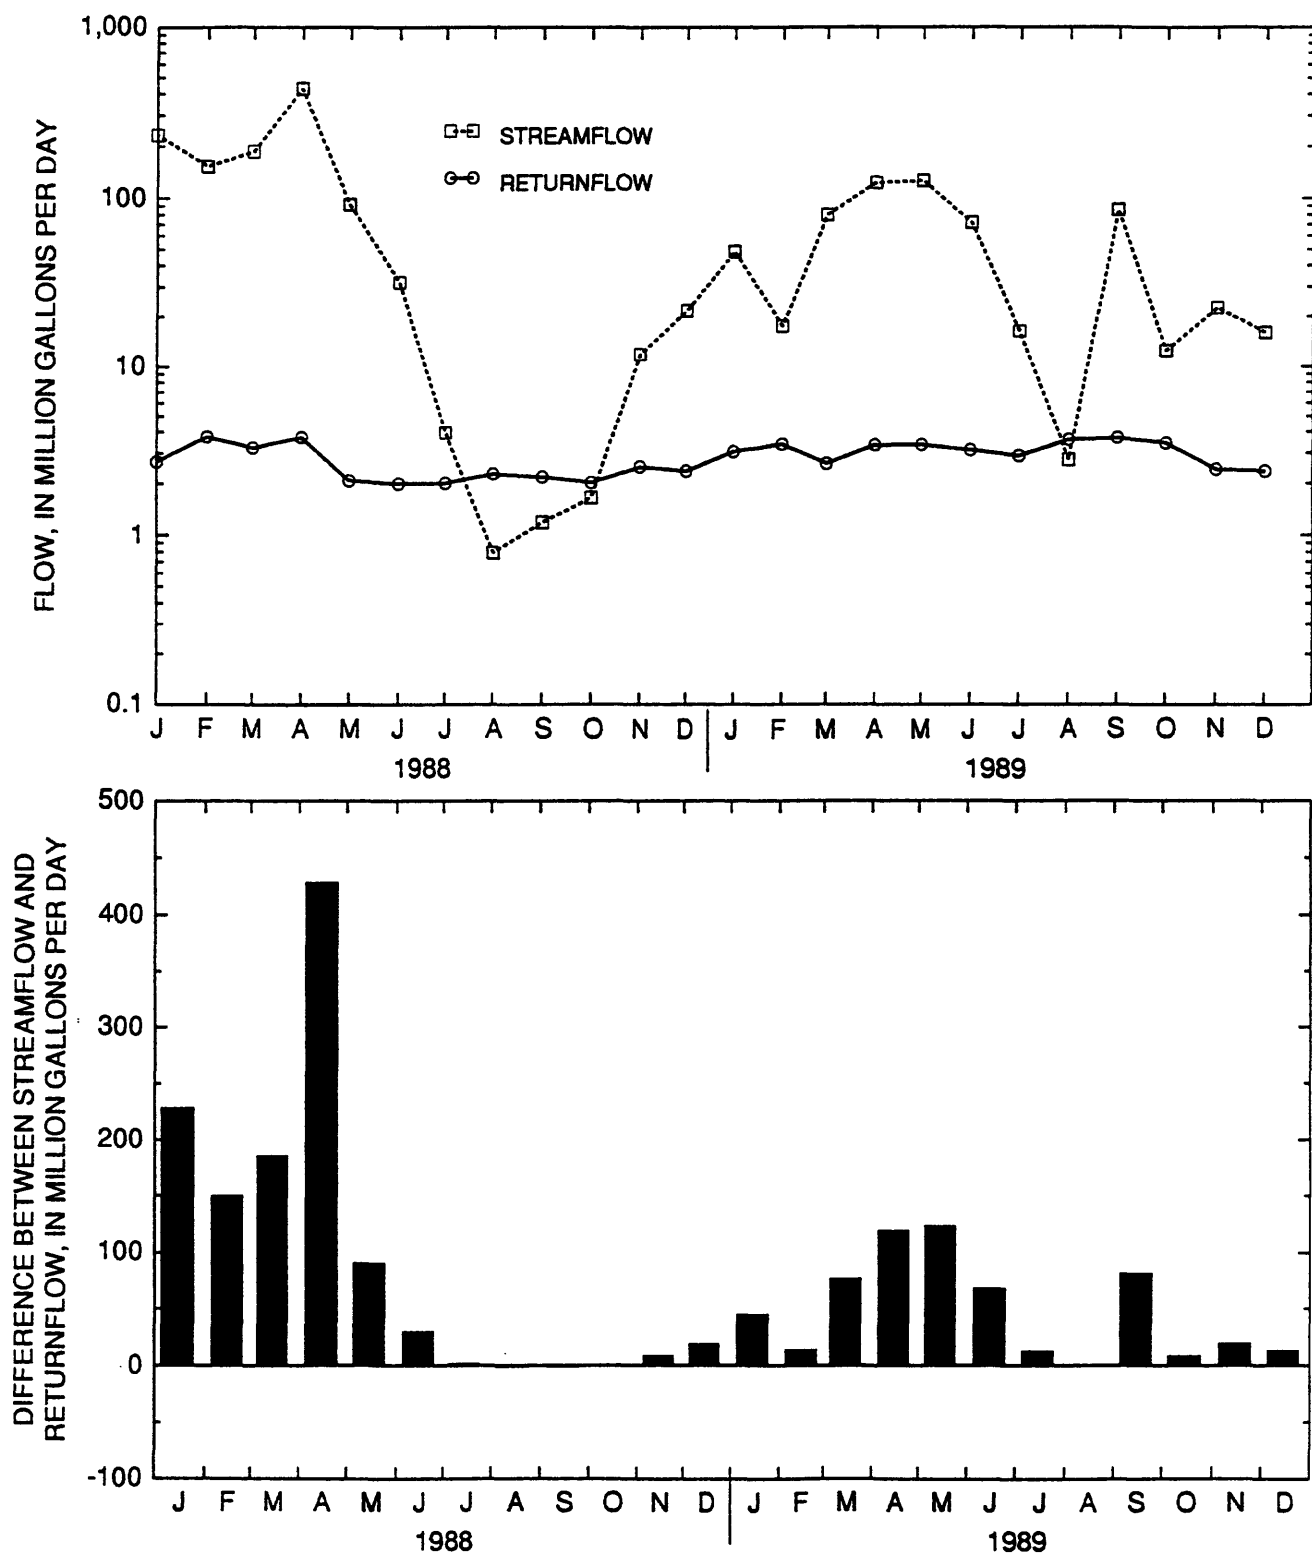 1,000
100
10
1
0.1
FLOW, IN MILLION GALLONS PER DAY
STREAMFLOW
RETURNFLOW
J F M A M J J A S O N D J F M A M J J A S O N D
1988 1989
500
400
300
200
100
0
-100
DIFFERENCE BETWEEN STREAMFLOW AND
RETURNFLOW, IN MILLION GALLONS PER DAY
J F M A M J J A S O N D J F M A M J J A S O N D
1988 1989